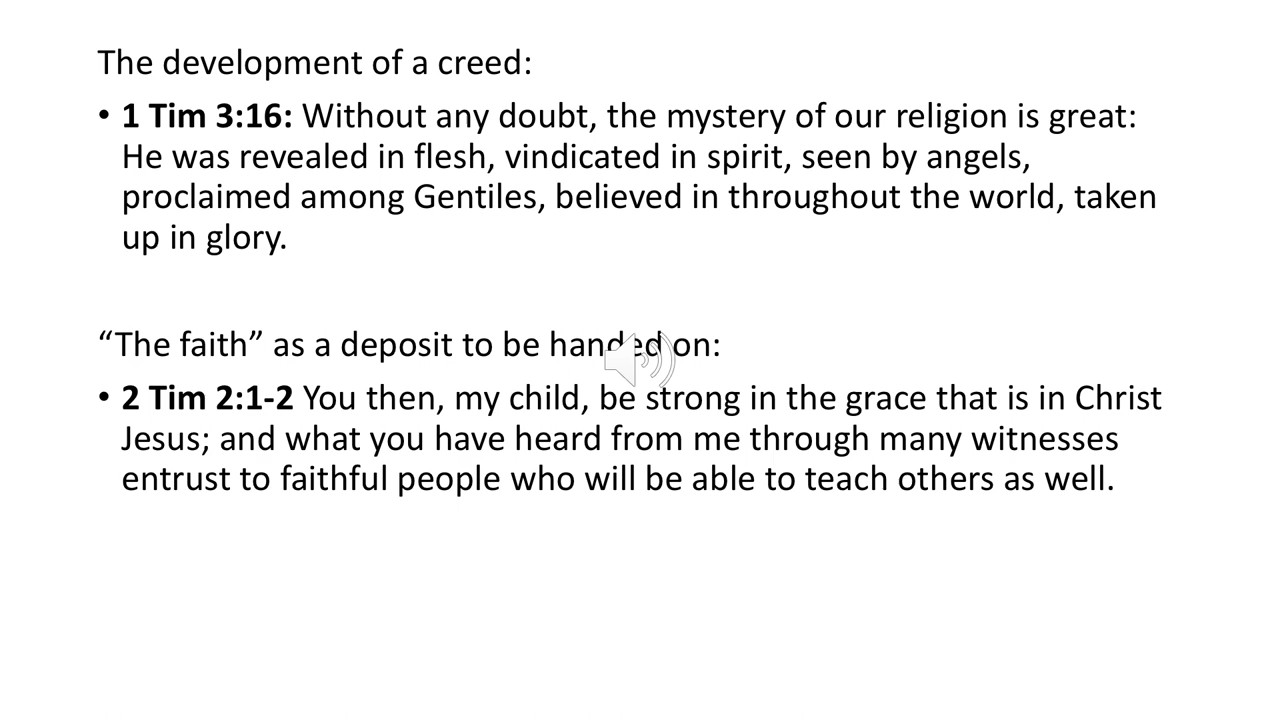 The development of a creed:
• 1 Tim 3:16: Without any doubt, the mystery of our religion is great:
He was revealed in flesh, vindicated in spirit, seen by angels,
proclaimed among Gentiles, believed in throughout the world, taken
up in glory.
“The faith” as a deposit to be handed on:
• 2 Tim 2:1-2 You then, my child, be strong in the grace that is in Christ
Jesus; and what you have heard from me through many witnesses
entrust to faithful people who will be able to teach others as well.